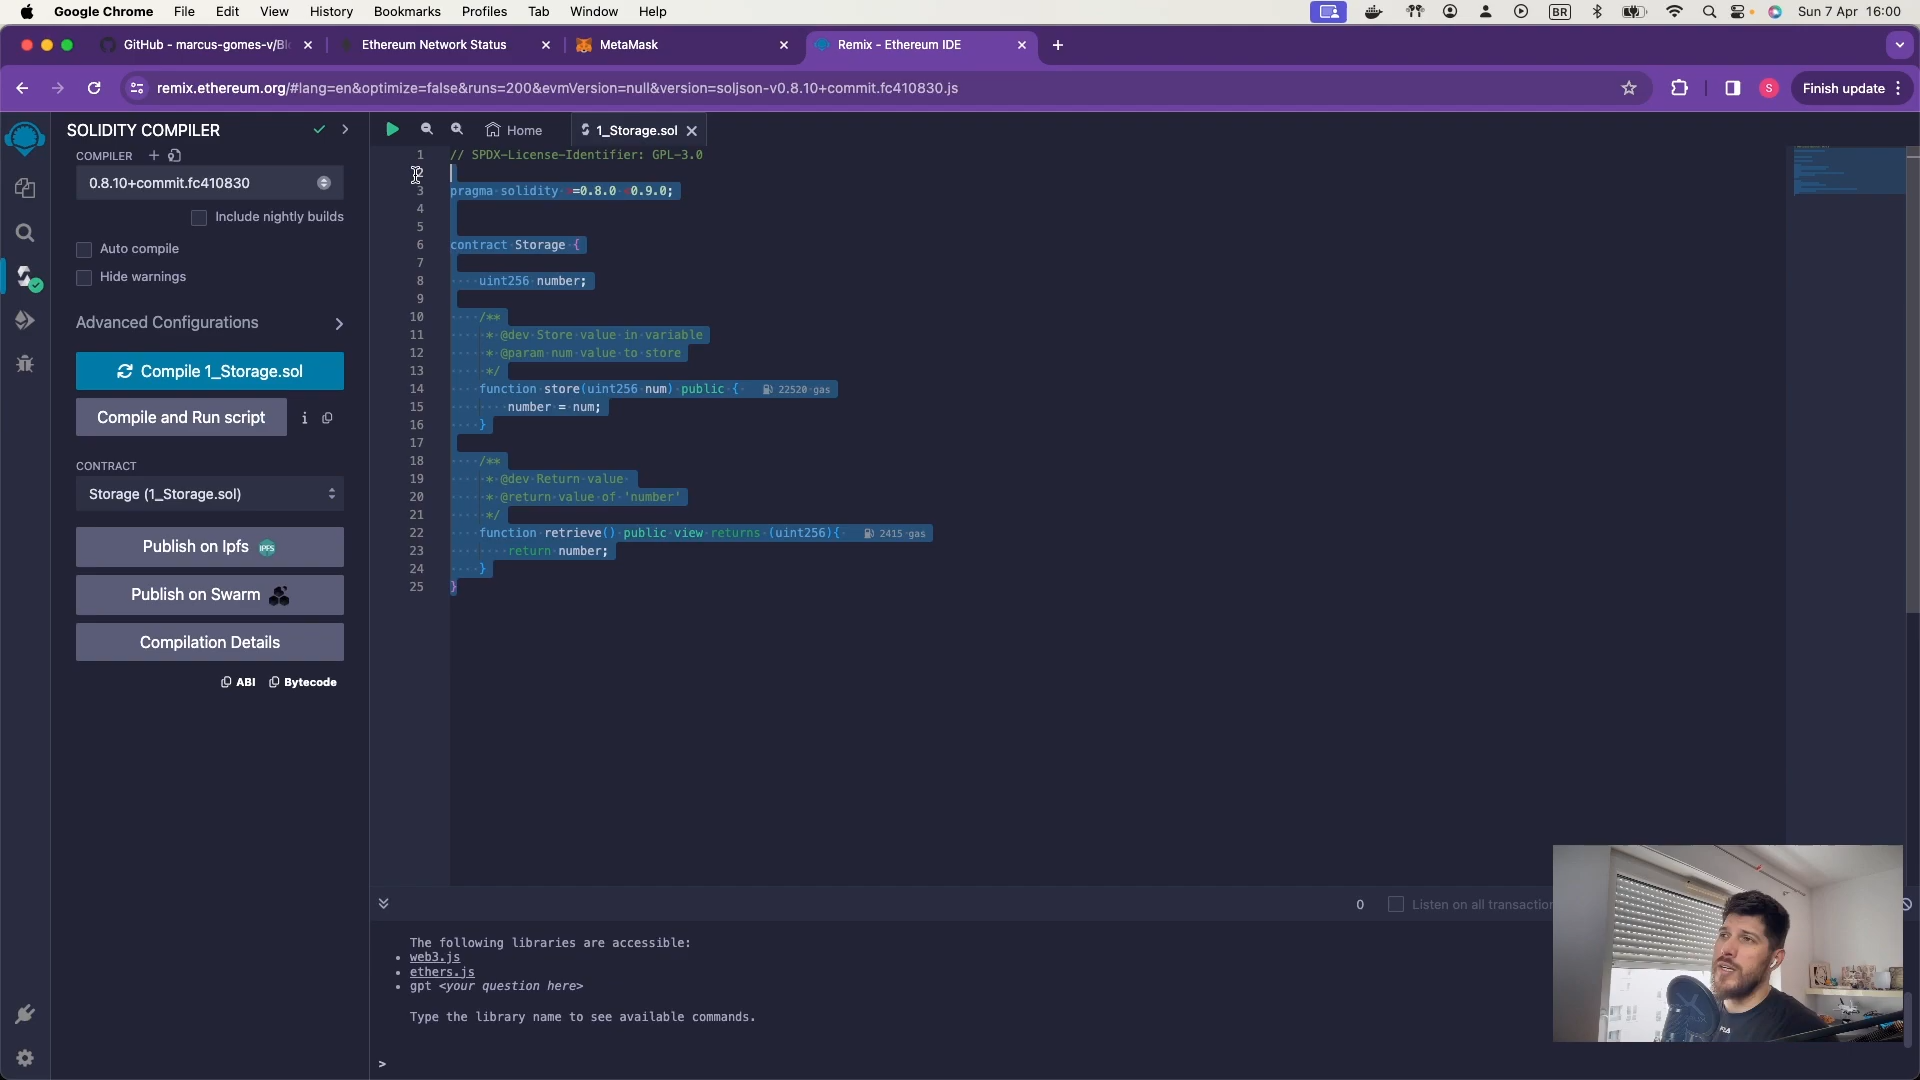 Google Chrome File Edit View History Bookmarks Profiles Tab Window Help BR Sun 7 Apr 16:00
GitHub - marcus-gomes-v/Bl Ethereum Network Status MetaMask Remix - Ethereum IDE
remix.ethereum.org/#lang=en&optimize=false&runs=200&evmVersion=null&version=soljson-v0.8.10+commit.fc410830.js S Finish update
SOLIDITY COMPILER
COMPILER
0.8.10+commit.fc410830
Include nightly builds
Auto compile
Hide warnings
Advanced Configurations
Compile 1_Storage.sol
Compile and Run script
CONTRACT
Storage (1_Storage.sol)
Publish on Ipfs IPFS
Publish on Swarm
Compilation Details
ABI Bytecode
Home 1_Storage.sol
1 // SPDX-License-Identifier: GPL-3.0
2
3 pragma solidity >=0.8.0 <0.9.0;
4
5
6 contract Storage {
7
8 uint256 number;
9
10 /**
11 * @dev Store value in variable
12 * @param num value to store
13 */
14 function store(uint256 num) public { 22520 gas
15 number = num;
16 }
17
18 /**
19 * @dev Return value
20 * @return value of 'number'
21 */
22 function retrieve() public view returns (uint256){ 2415 gas
23 return number;
24 }
25 }
0 Listen on all transaction
The following libraries are accessible:
• web3.js
• ethers.js
• gpt <your question here>
Type the library name to see available commands.
>
FILA